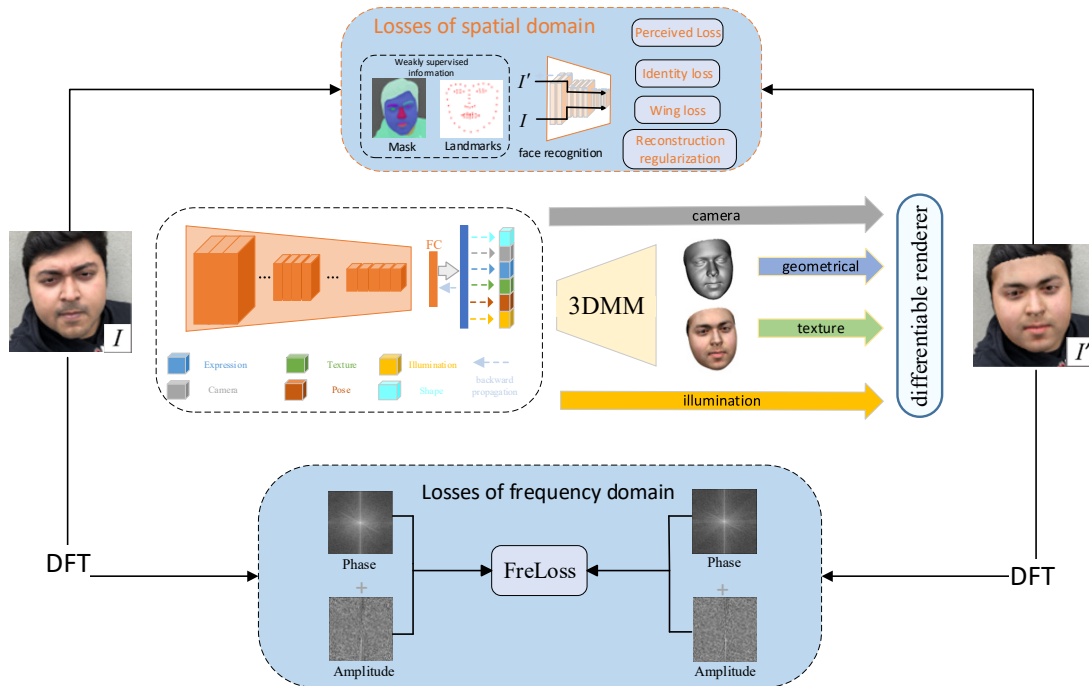 Losses of spatial domain
Weakly supervised
information
Mask
Landmarks
I'
I
face recognition
Perceived Loss
Identity loss
Wing loss
Reconstruction
regularization
I
FC
Expression
Texture
Illumination
Camera
Pose
Shape
backward
propagation
3DMM
camera
geometrical
texture
illumination
differentiable renderer
I'
DFT
Losses of frequency domain
Phase
+
Amplitude
FreLoss
Phase
+
Amplitude
DFT